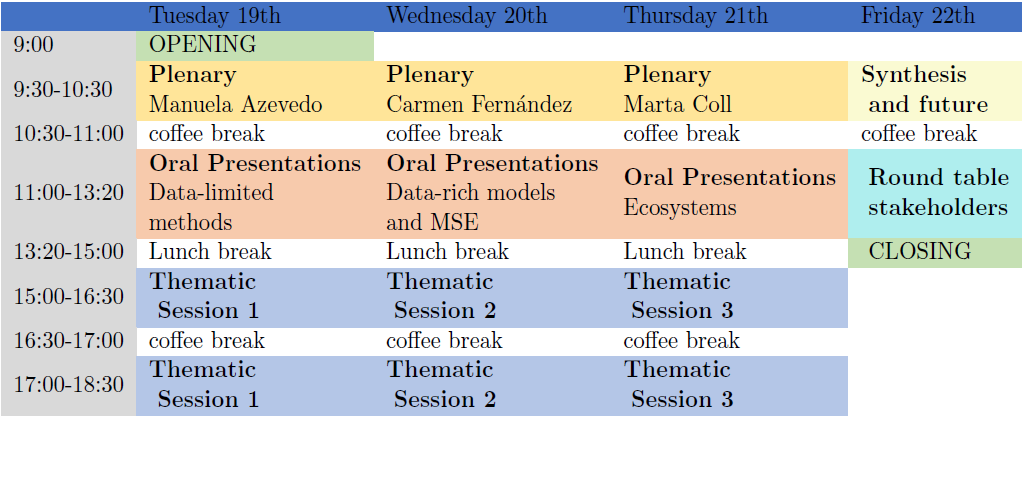 Tuesday 19th Wednesday 20th Thursday 21th Friday 22th
9:00 OPENING
9:30-10:30 Plenary Plenary Plenary Synthesis
Manuela Azevedo Carmen Fernández Marta Coll and future
10:30-11:00 coffee break coffee break coffee break coffee break
11:00-13:20 Oral Presentations Oral Presentations Oral Presentations Round table
Data-limited Data-rich models Ecosystems stakeholders
methods and MSE
13:20-15:00 Lunch break Lunch break Lunch break CLOSING
15:00-16:30 Thematic Thematic Thematic
Session 1 Session 2 Session 3
16:30-17:00 coffee break coffee break coffee break
17:00-18:30 Thematic Thematic Thematic
Session 1 Session 2 Session 3